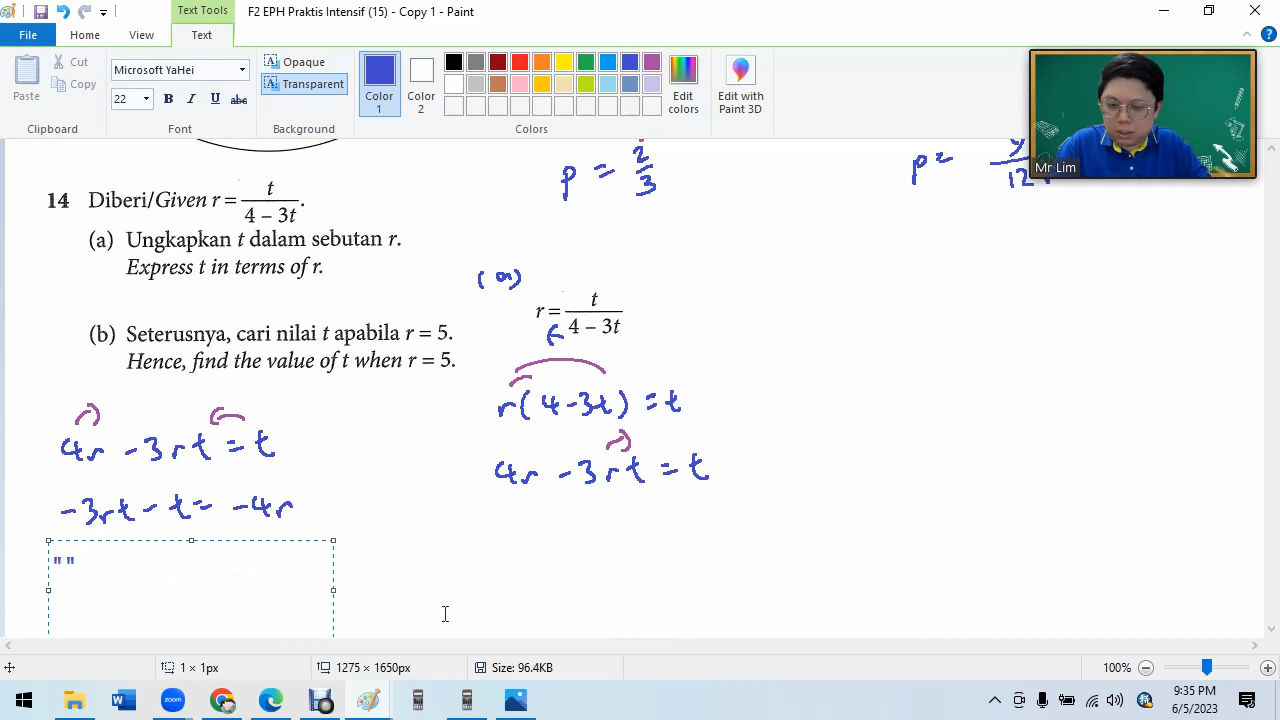 F2 EPH Praktis Intensif (15) - Copy 1 - Paint
Text Tools
File Home View Text
Paste
Cut
Copy
Clipboard
Microsoft YaHei
22
B I U abc
Font
Opaque
Transparent
Background
Color 1
Color 2
Colors
Edit colors
Edit with Paint 3D
Mr Lim
p = 2/3
p =
12
14 Diberi/Given r = t/(4 – 3t).
(a) Ungkapkan t dalam sebutan r.
Express t in terms of r.
(b) Seterusnya, cari nilai t apabila r = 5.
Hence, find the value of t when r = 5.
(a)
r = t/(4 – 3t)
r(4-3t) = t
4r -3rt = t
4r -3rt = t
-3rt - t = -4r
" "
1 × 1px
1275 × 1650px
Size: 96.4KB
100%
W
zoom
9:35 PM
6/5/2023